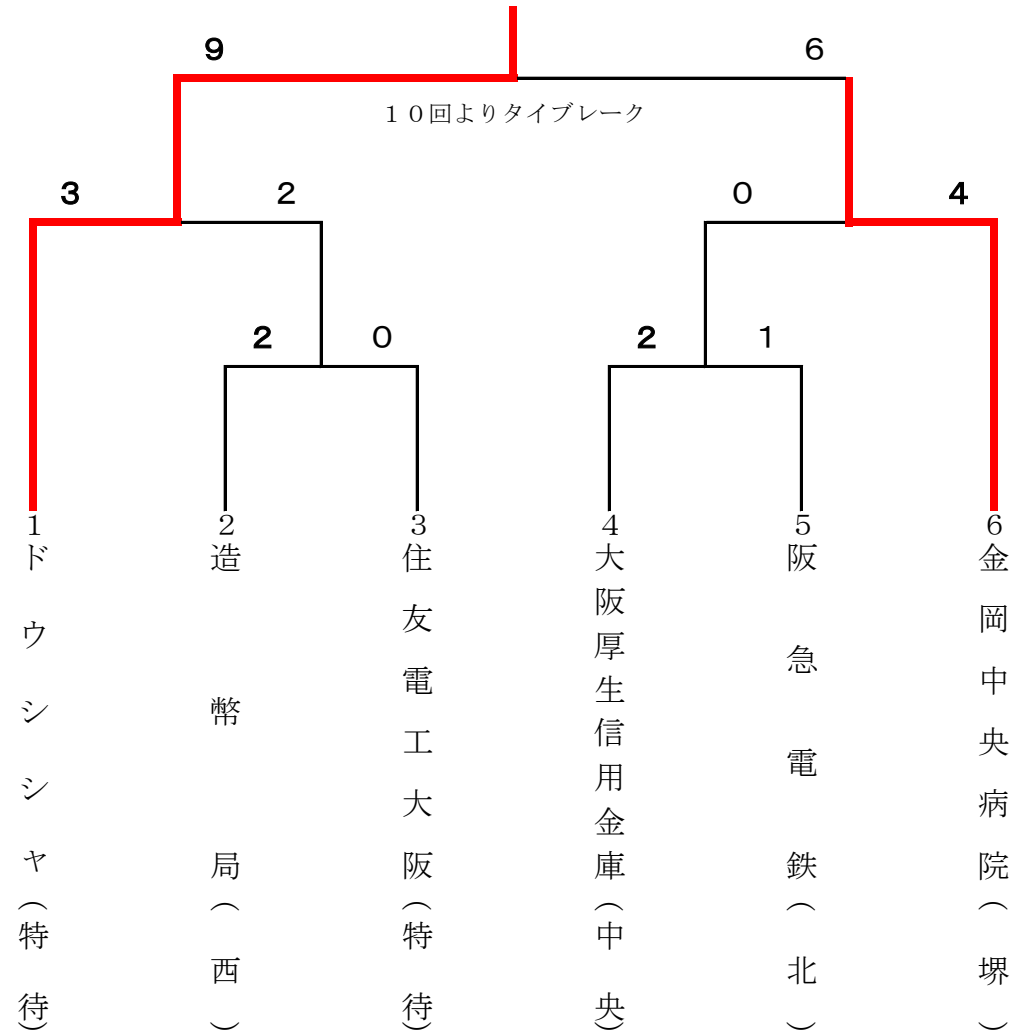 9 6
１０回よりタイブレーク
3 2 0 4
2 0 2 1
1 2 3 4 5 6
ドウシシャ(特待)
造幣局(西)
住友電工大阪(特待)
大阪厚生信用金庫(中央)
阪急電鉄(北)
金岡中央病院(堺)